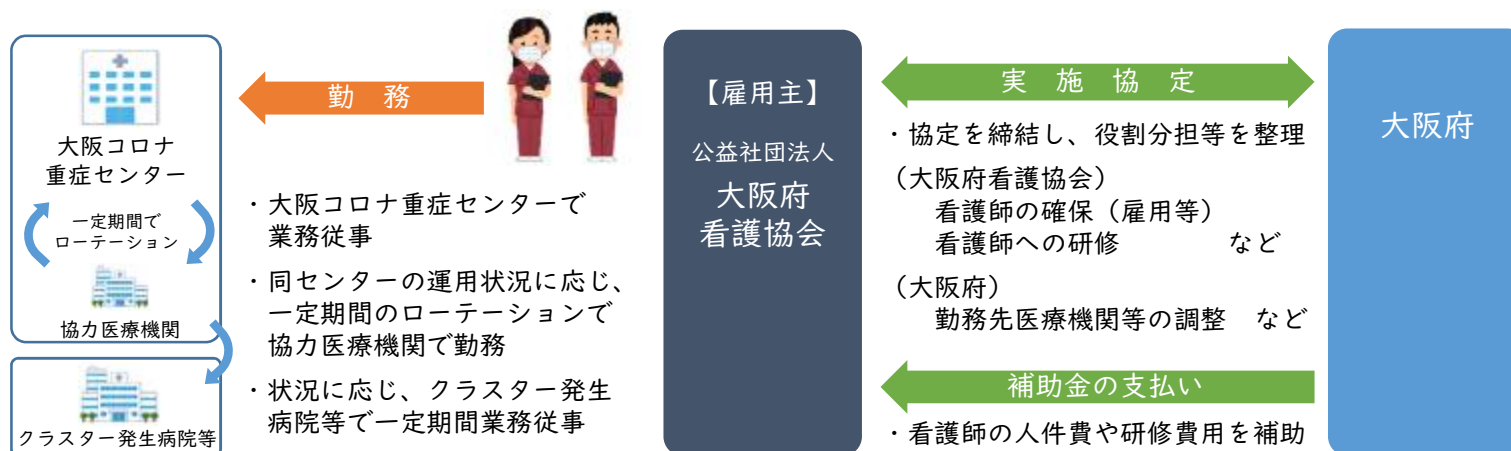 大阪コロナ
重症センター
一定期間で
ローテーション
協力医療機関
クラスター発生病院等
勤 務
・大阪コロナ重症センターで
業務従事
・同センターの運用状況に応じ、
一定期間のローテーションで
協力医療機関で勤務
・状況に応じ、クラスター発生
病院等で一定期間業務従事
【雇用主】
公益社団法人
大阪府
看護協会
実 施 協 定
・協定を締結し、役割分担等を整理
（大阪府看護協会）
看護師の確保（雇用等）
看護師への研修 など
（大阪府）
勤務先医療機関等の調整 など
補助金の支払い
・看護師の人件費や研修費用を補助
大阪府